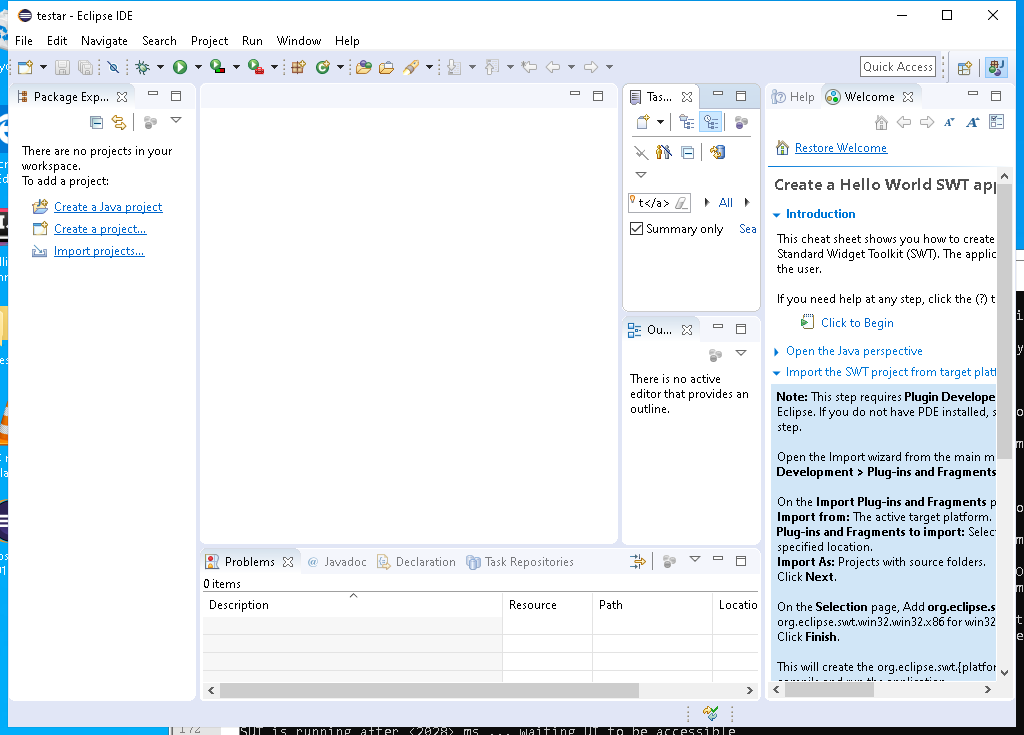 testar - Eclipse IDE
File Edit Navigate Search Project Run Window Help
Quick Access
Package Exp...
There are no projects in your
workspace.
To add a project:
Create a Java project
Create a project...
Import projects...
Tas...
t</a>
All
Summary only
Sea
Ou...
There is no active
editor that provides an
outline.
Help
Welcome
Restore Welcome
Create a Hello World SWT app
Introduction
This cheat sheet shows you how to create
Standard Widget Toolkit (SWT). The applic
the user.
If you need help at any step, click the (?) t
Click to Begin
Open the Java perspective
Import the SWT project from target platf
Note: This step requires Plugin Develope
Eclipse. If you do not have PDE installed, s
step.
Open the Import wizard from the main m
Development > Plug-ins and Fragments
On the Import Plug-ins and Fragments p
Import from: The active target platform.
Plug-ins and Fragments to import: Selec
specified location.
Import As: Projects with source folders.
Click Next.
On the Selection page, Add org.eclipse.s
org.eclipse.swt.win32.win32.x86 for win32
Click Finish.
This will create the org.eclipse.swt.{platfor
compile and run the application.
Problems
@ Javadoc
Declaration
Task Repositories
0 items
Description Resource Path Locatio
172
SUT is running after <2028> ms ... waiting UI to be accessible